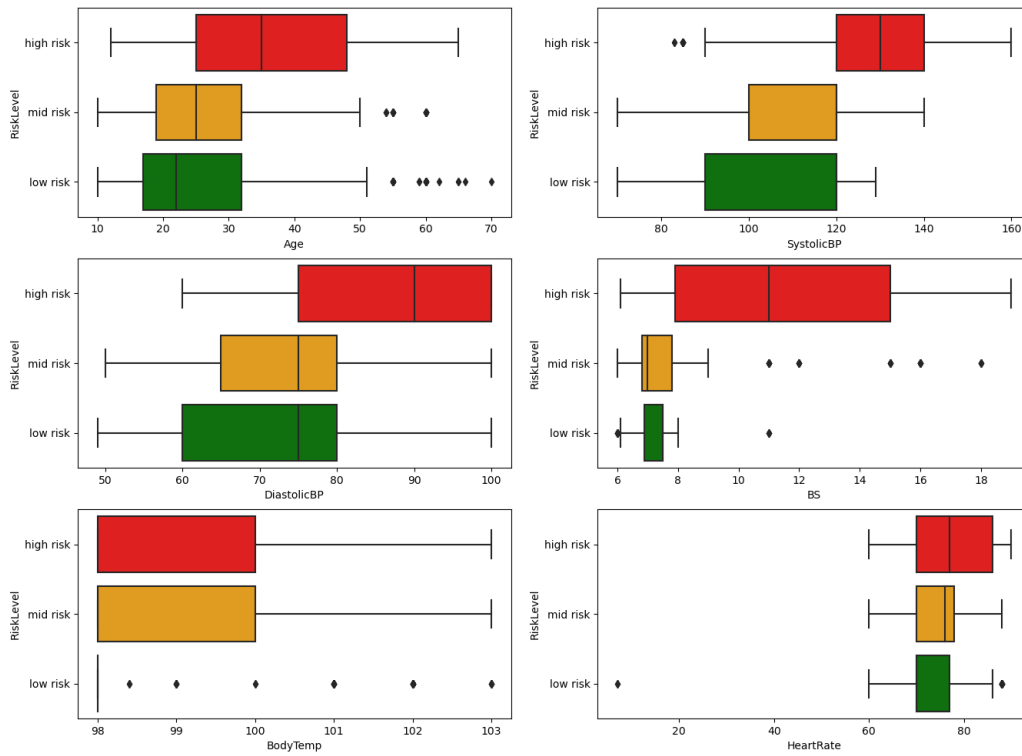 high risk
mid risk
low risk
RiskLevel
10 20 30 40 50 60 70
Age
high risk
mid risk
low risk
RiskLevel
80 100 120 140 160
SystolicBP
high risk
mid risk
low risk
RiskLevel
50 60 70 80 90 100
DiastolicBP
high risk
mid risk
low risk
RiskLevel
6 8 10 12 14 16 18
BS
high risk
mid risk
low risk
RiskLevel
98 99 100 101 102 103
BodyTemp
high risk
mid risk
low risk
RiskLevel
20 40 60 80
HeartRate